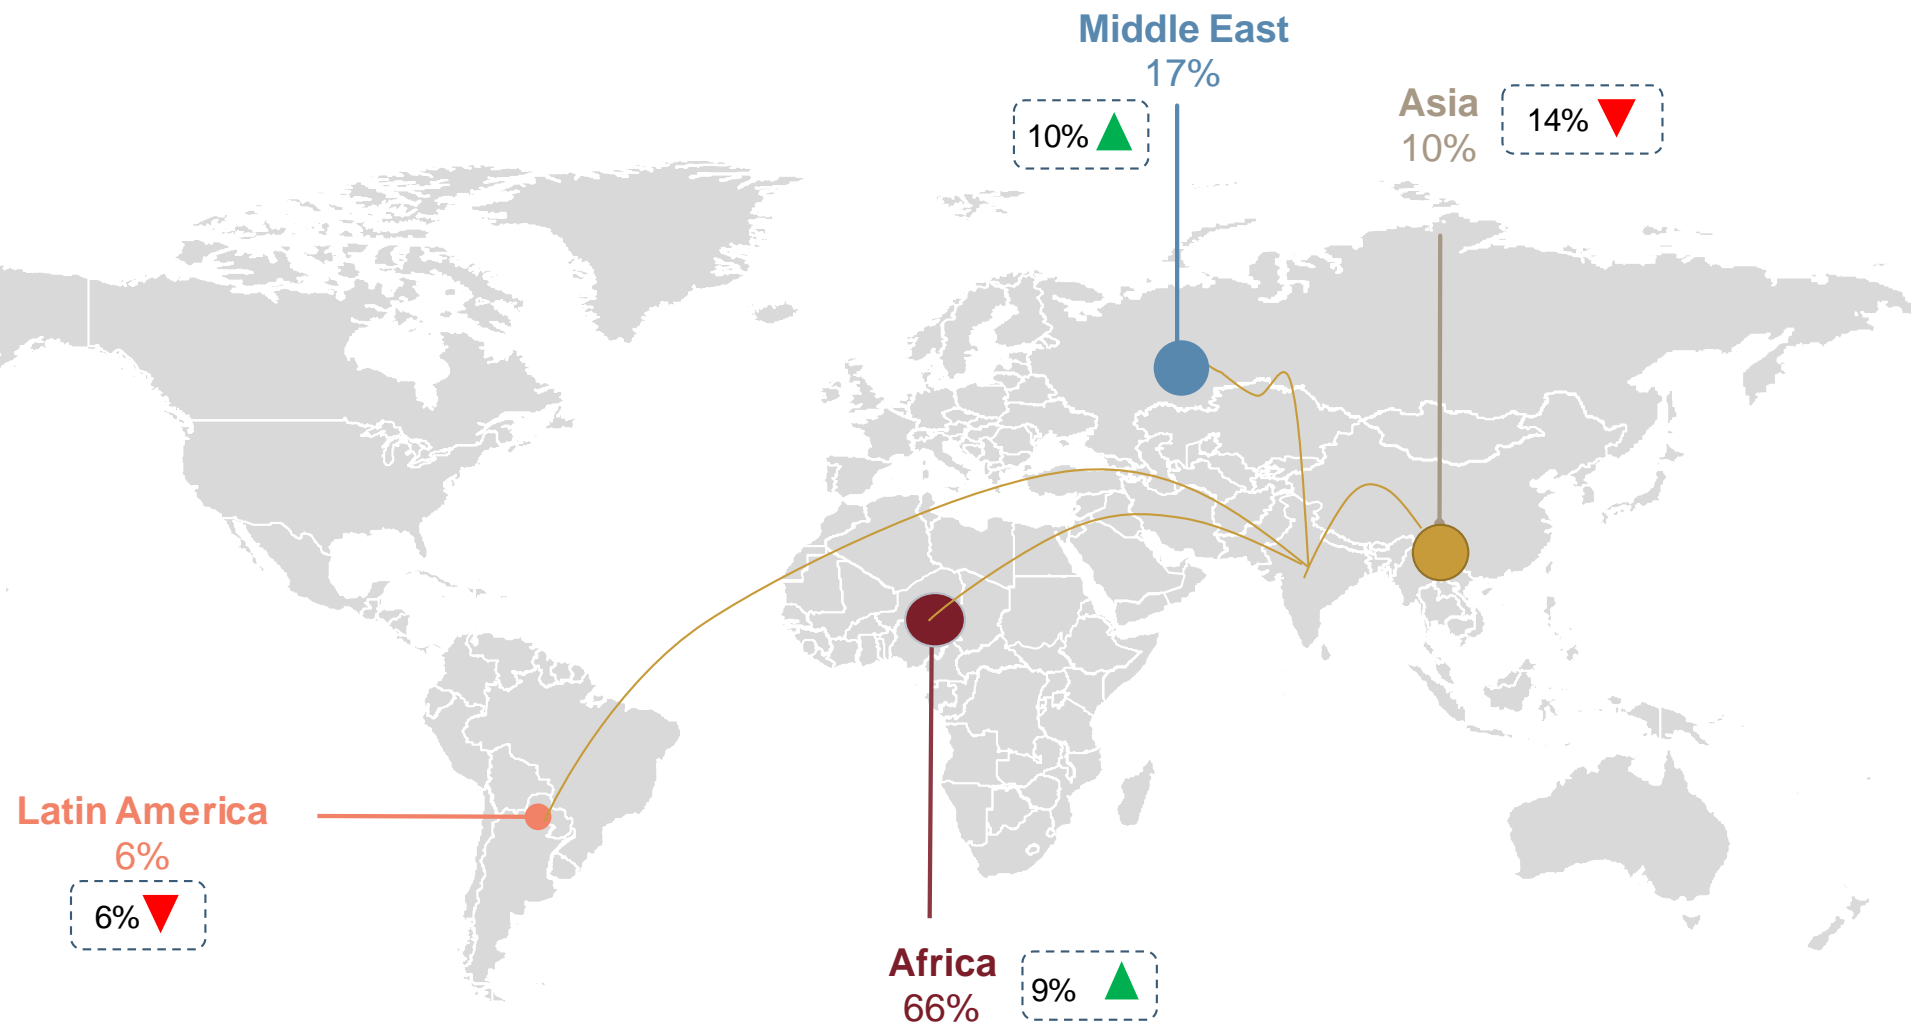 Middle East
17%
10%
Asia
10%
14%
Latin America
6%
6%
Africa
66%
9%